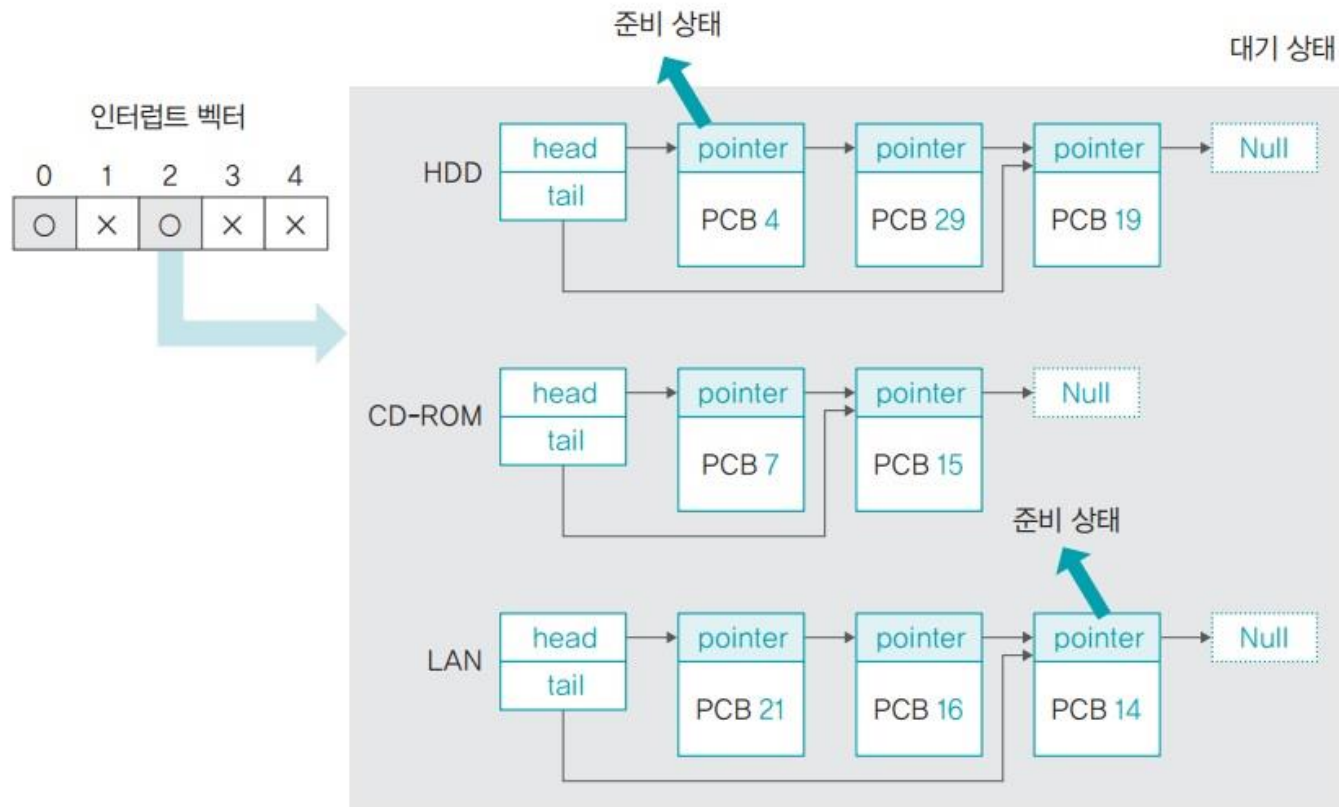 준비 상태
대기 상태
인터럽트 벡터
0 1 2 3 4
○ × ○ × ×
HDD
head
tail
pointer
PCB 4
pointer
PCB 29
pointer
PCB 19
Null
CD-ROM
head
tail
pointer
PCB 7
pointer
PCB 15
Null
준비 상태
LAN
head
tail
pointer
PCB 21
pointer
PCB 16
pointer
PCB 14
Null